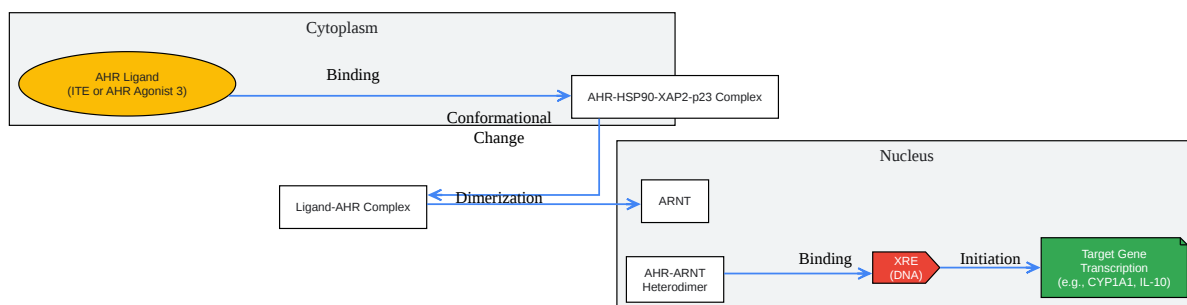 Cytoplasm
AHR Ligand
(ITE or AHR Agonist 3)
Binding
AHR-HSP90-XAP2-p23 Complex
Conformational
Change
Nucleus
Ligand-AHR Complex
Dimerization
ARNT
AHR-ARNT
Heterodimer
Binding
XRE
(DNA)
Initiation
Target Gene
Transcription
(e.g., CYP1A1, IL-10)